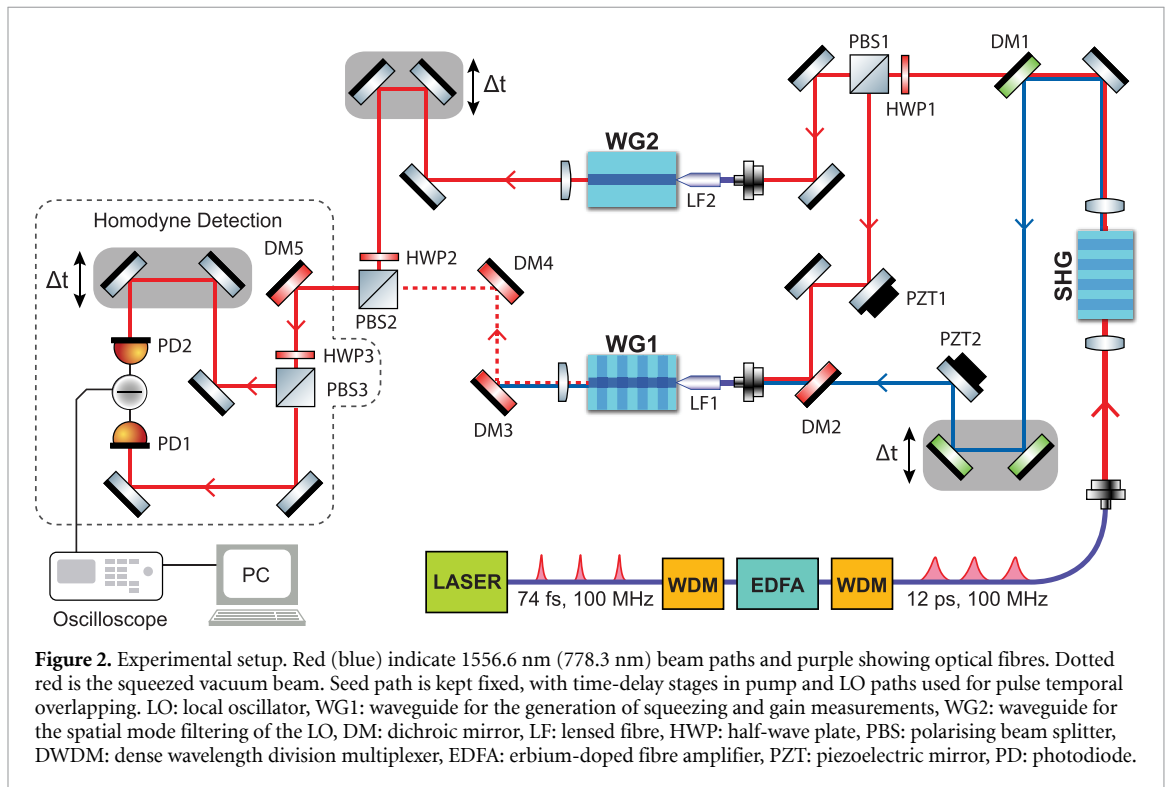 PBS1
DM1
Δt
HWP1
WG2
LF2
Homodyne Detection
DM5
HWP2
DM4
Δt
PZT1
SHG
PBS2
PD2
HWP3
WG1
PZT2
PBS3
LF1
PD1
DM3
DM2
Δt
LASER
74 fs, 100 MHz
WDM
EDFA
WDM
12 ps, 100 MHz
PC
Oscilloscope
Figure 2. Experimental setup. Red (blue) indicate 1556.6 nm (778.3 nm) beam paths and purple showing optical fibres. Dotted
red is the squeezed vacuum beam. Seed path is kept fixed, with time-delay stages in pump and LO paths used for pulse temporal
overlapping. LO: local oscillator, WG1: waveguide for the generation of squeezing and gain measurements, WG2: waveguide for
the spatial mode filtering of the LO, DM: dichroic mirror, LF: lensed fibre, HWP: half-wave plate, PBS: polarising beam splitter,
DWDM: dense wavelength division multiplexer, EDFA: erbium-doped fibre amplifier, PZT: piezoelectric mirror, PD: photodiode.